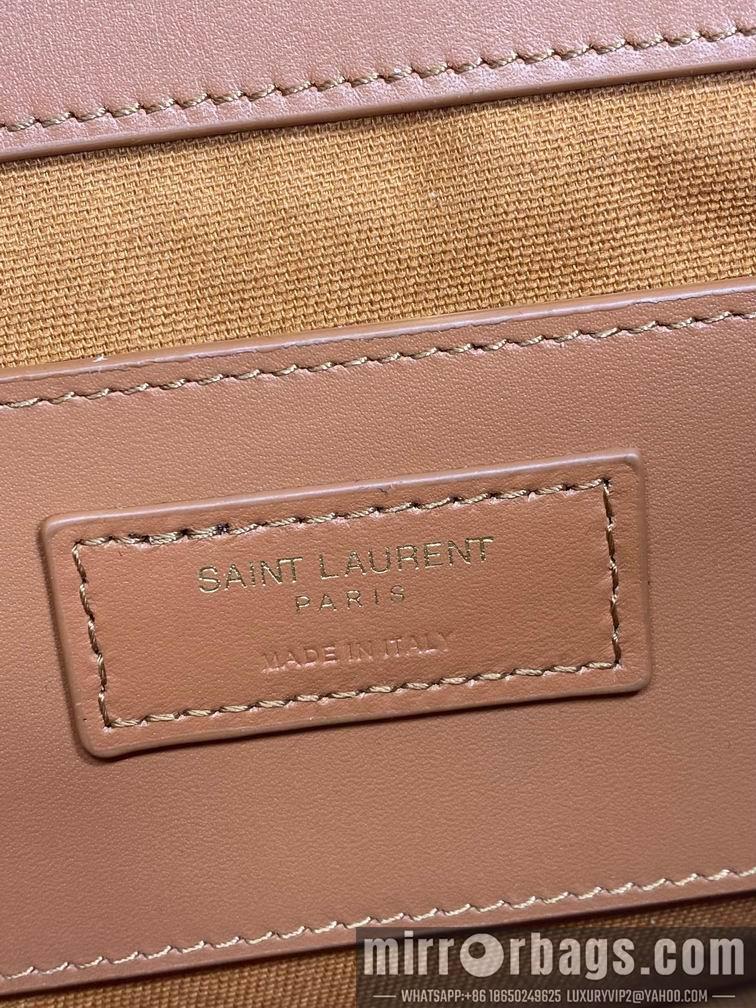 SAINT LAURENT
PARIS
MADE IN ITALY
mirrorbags.com
WHATSAPP:+86 18650249625 LUXURYVIP2@YAHOO.COM